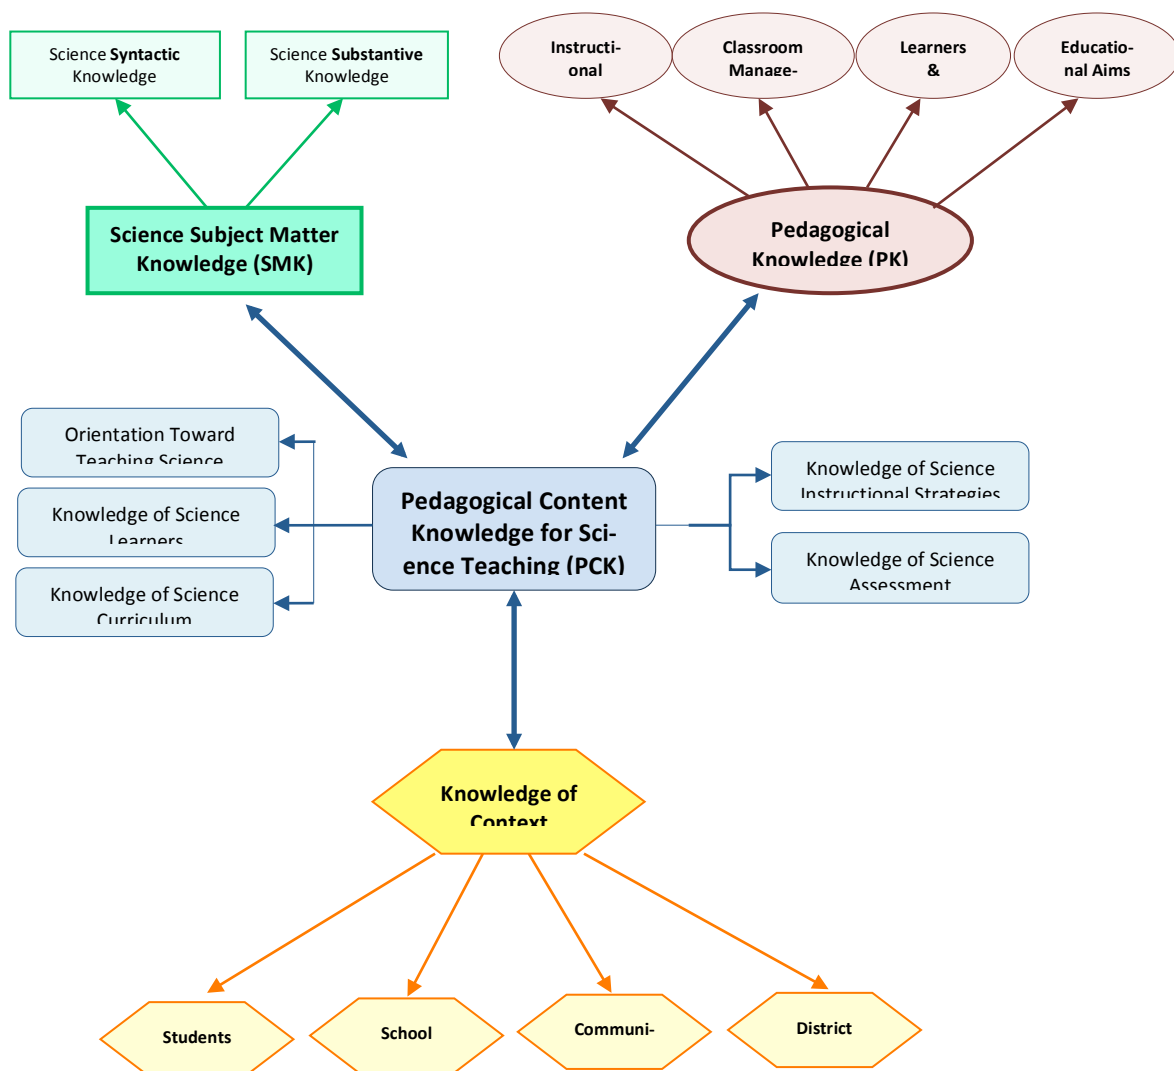 Science Syntactic
Knowledge
Science Substantive
Knowledge
Instructi-
onal
Classroom
Manage-
Learners
&
Educatio-
nal Aims
Science Subject Matter
Knowledge (SMK)
Pedagogical
Knowledge (PK)
Orientation Toward
Teaching Science
Knowledge of Science
Learners
Knowledge of Science
Curriculum
Pedagogical Content
Knowledge for Sci-
ence Teaching (PCK)
Knowledge of Science
Instructional Strategies
Knowledge of Science
Assessment
Knowledge of
Context
Students
School
Communi-
District